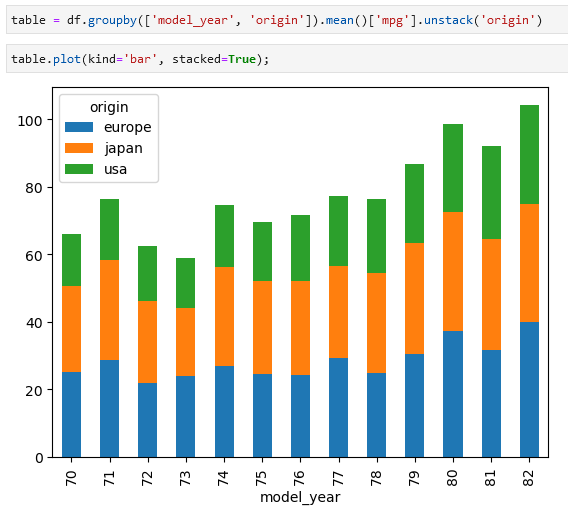 table = df.groupby(['model_year', 'origin']).mean()['mpg'].unstack('origin')
table.plot(kind='bar', stacked=True);
origin
europe
japan
usa
100
80
60
40
20
0
70 71 72 73 74 75 76 77 78 79 80 81 82
model_year